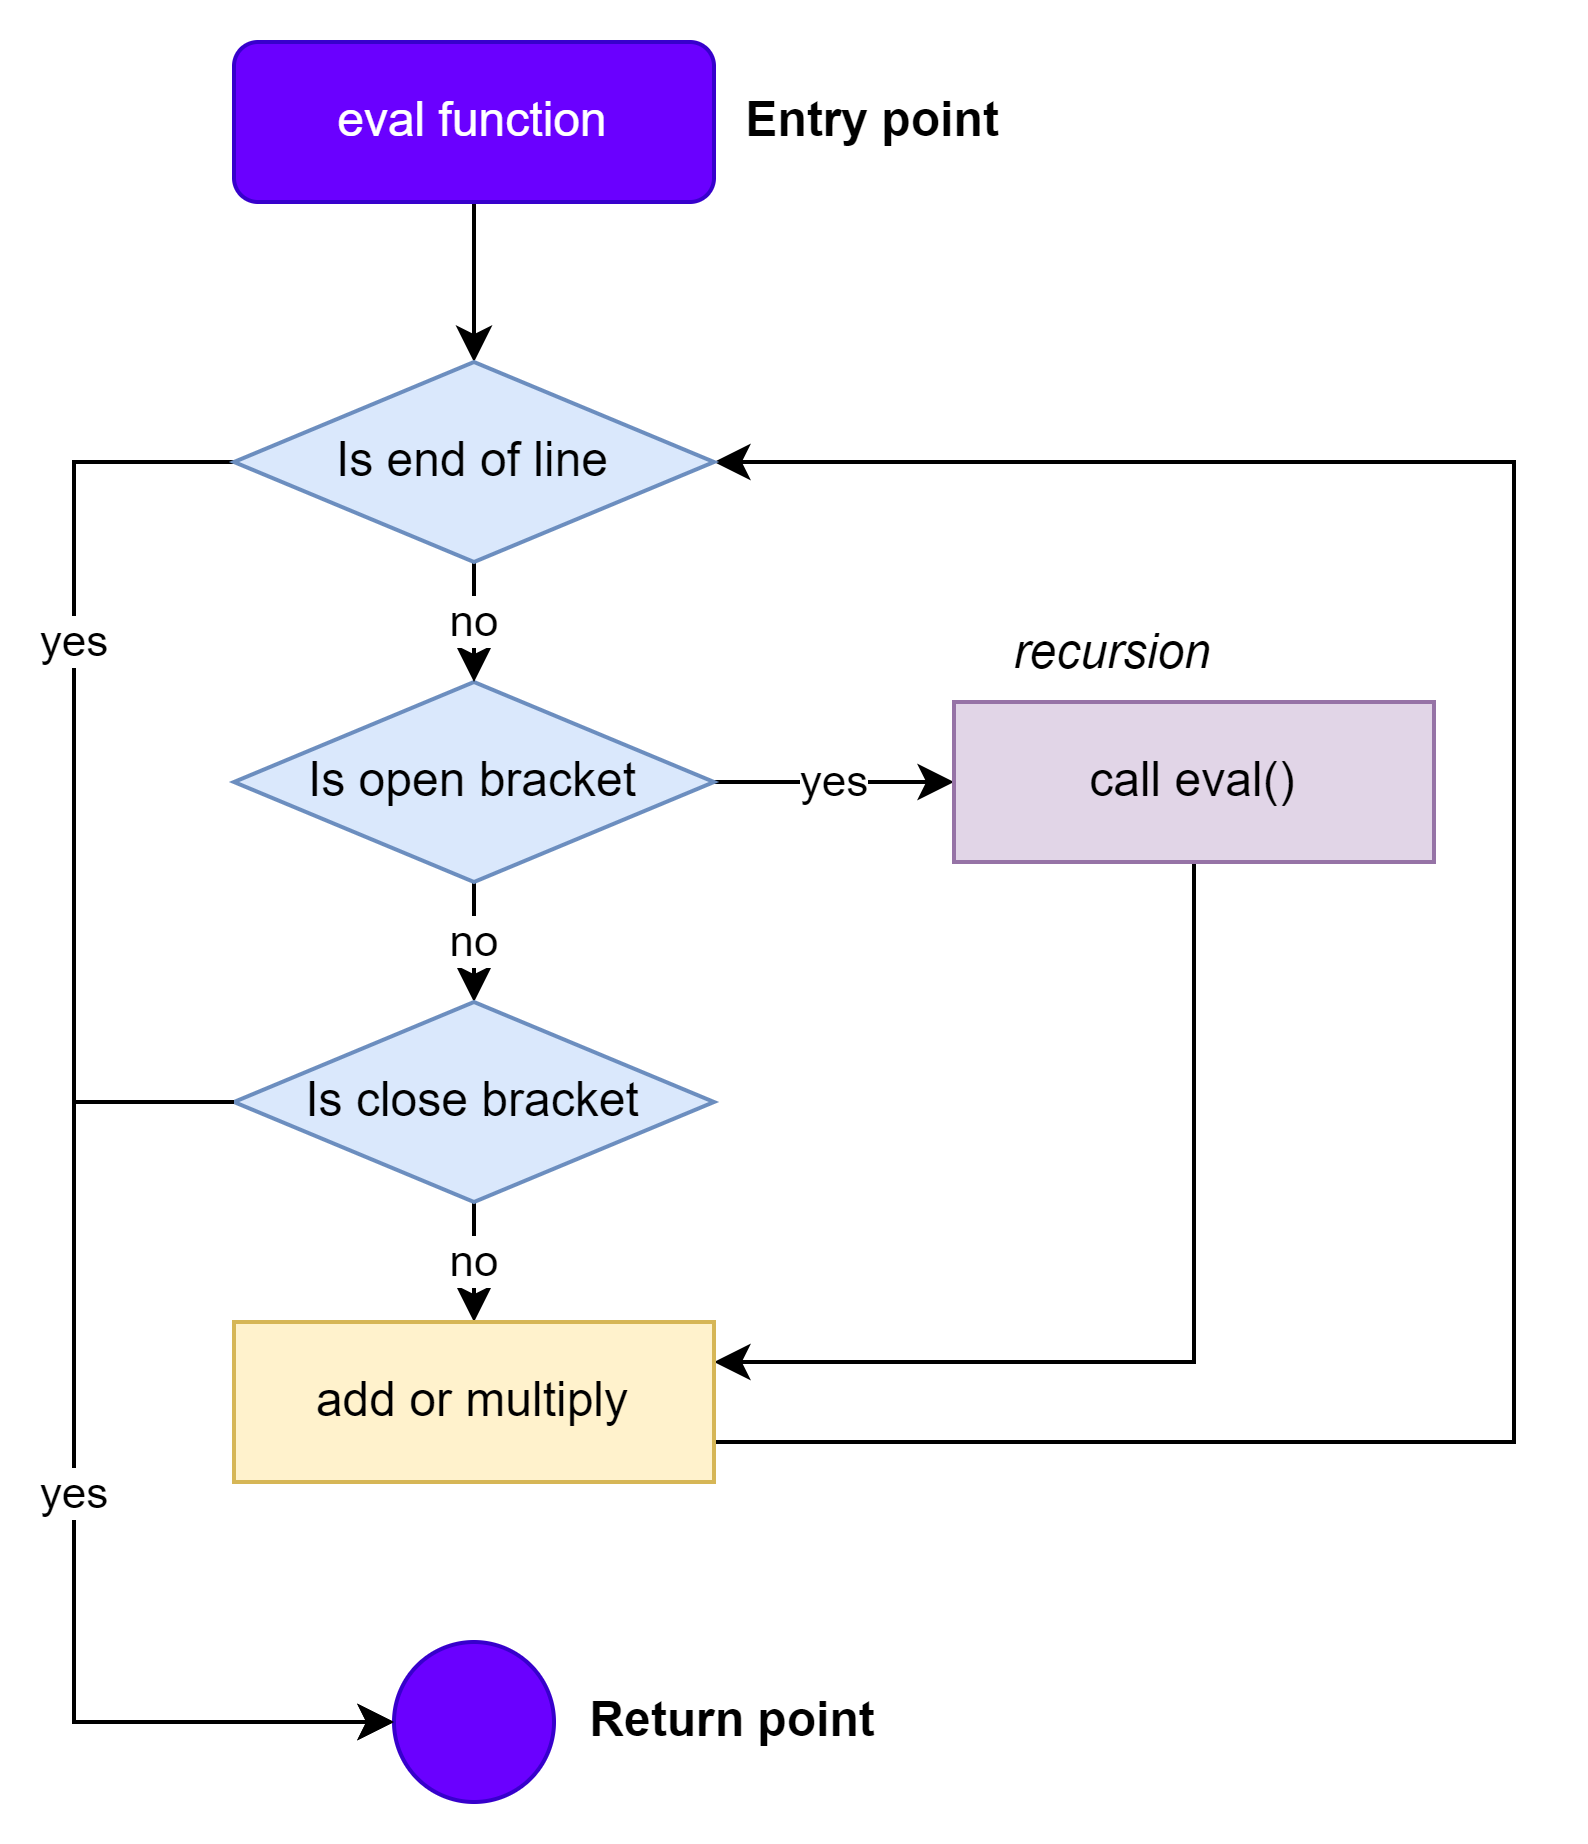 eval function
Entry point
Is end of line
yes
no
recursion
Is open bracket
yes
call eval()
no
Is close bracket
no
add or multiply
yes
Return point